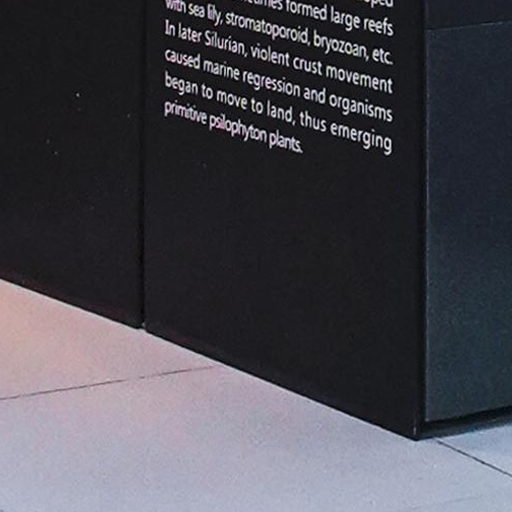 formed large reefs
with sea lily, stromatoporoid, bryozoan, etc.
In later Silurian, violent crust movement
caused marine regression and organisms
began to move to land, thus emerging
primitive psilophyton plants.